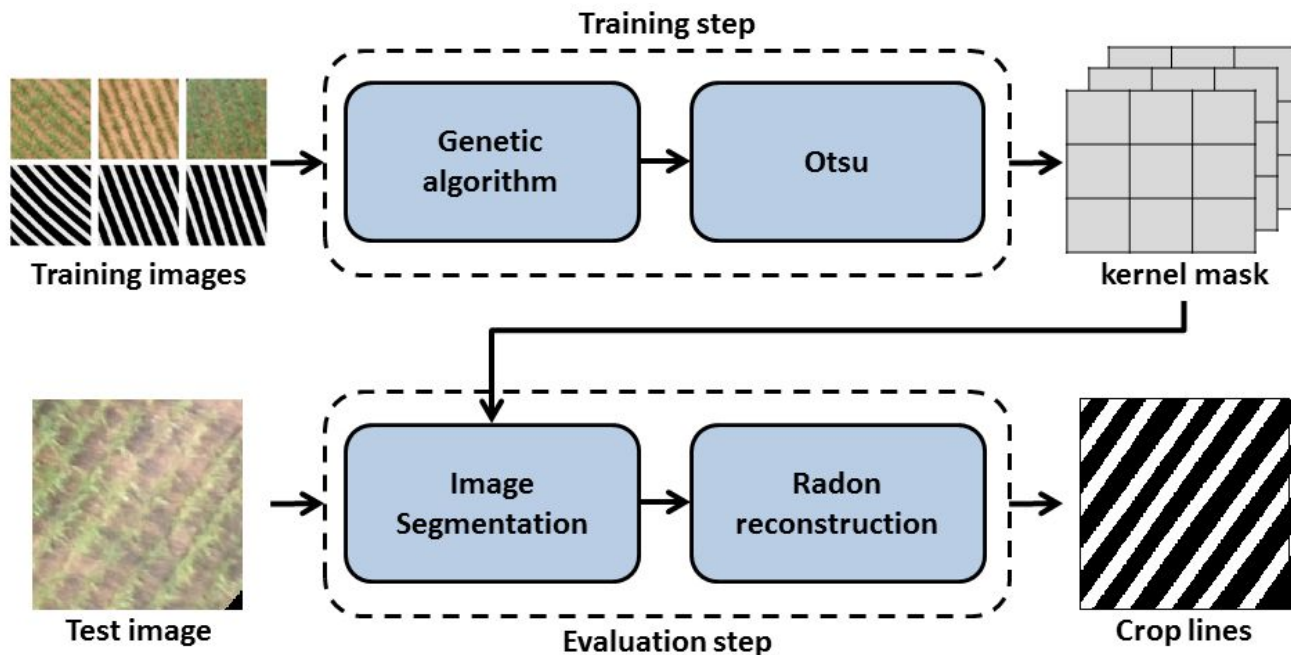 Training step
Genetic
algorithm
Otsu
Training images
kernel mask
Image
Segmentation
Radon
reconstruction
Test image
Evaluation step
Crop lines